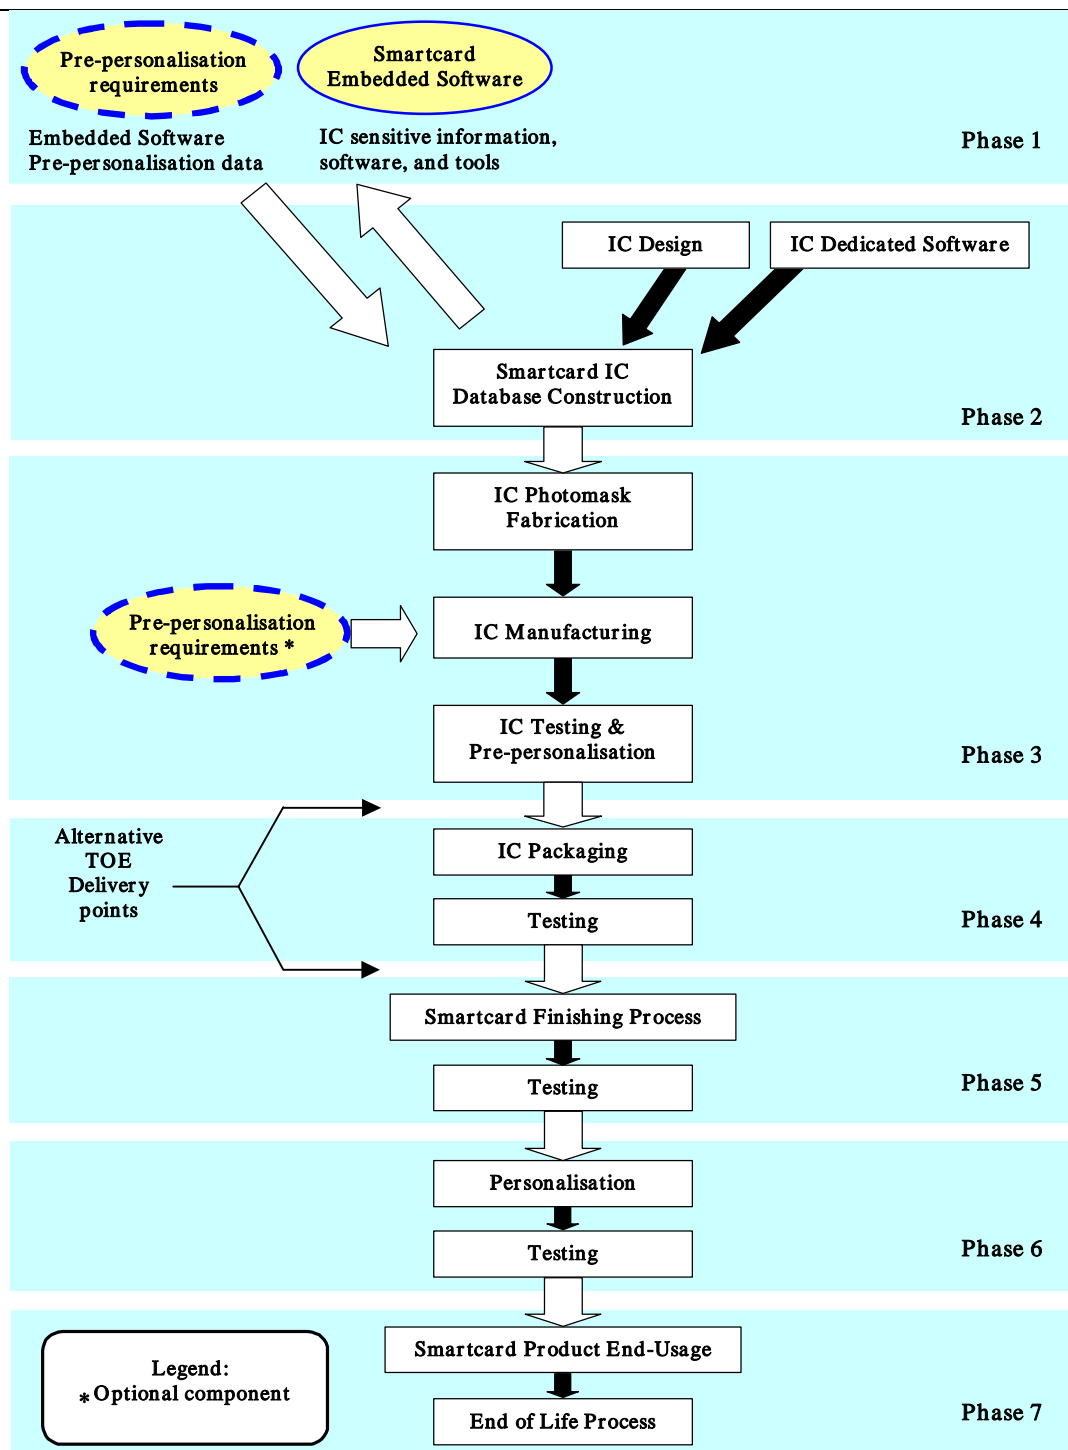 Pre-personalisation
requirements
Smartcard
Embedded Software
Embedded Software
Pre-personalisation data
IC sensitive information,
software, and tools
Phase 1
IC Design
IC Dedicated Software
Smartcard IC
Database Construction
Phase 2
IC Photomask
Fabrication
Pre-personalisation
requirements *
IC Manufacturing
IC Testing &
Pre-personalisation
Phase 3
Alternative
TOE
Delivery
points
IC Packaging
Testing
Phase 4
Smartcard Finishing Process
Testing
Phase 5
Personalisation
Testing
Phase 6
Smartcard Product End-Usage
End of Life Process
Legend:
* Optional component
Phase 7